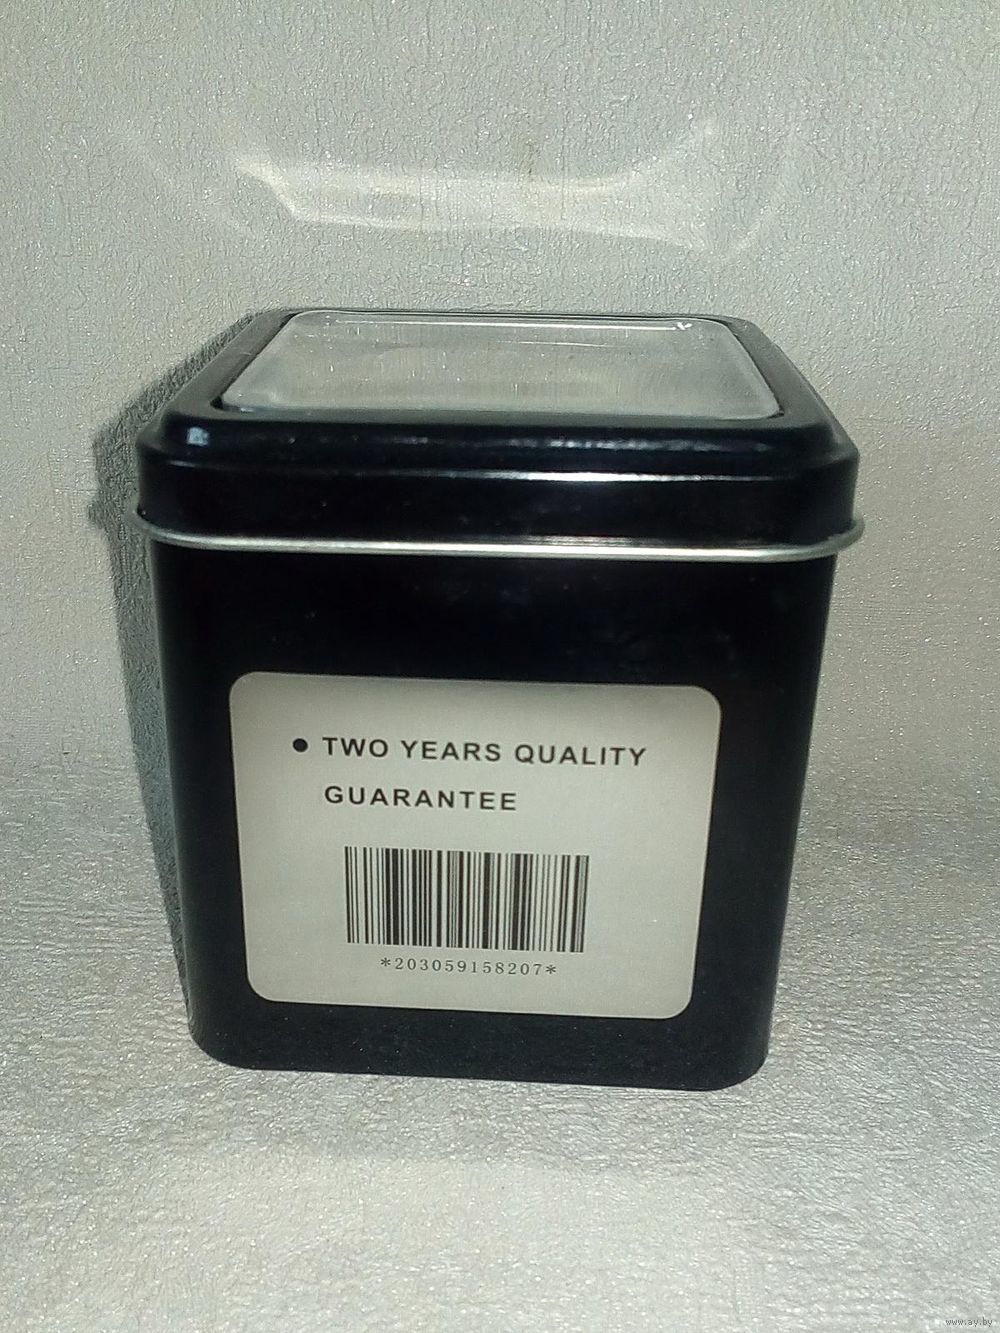 ● TWO YEARS QUALITY
GUARANTEE
*203059158207*
www.ay.by